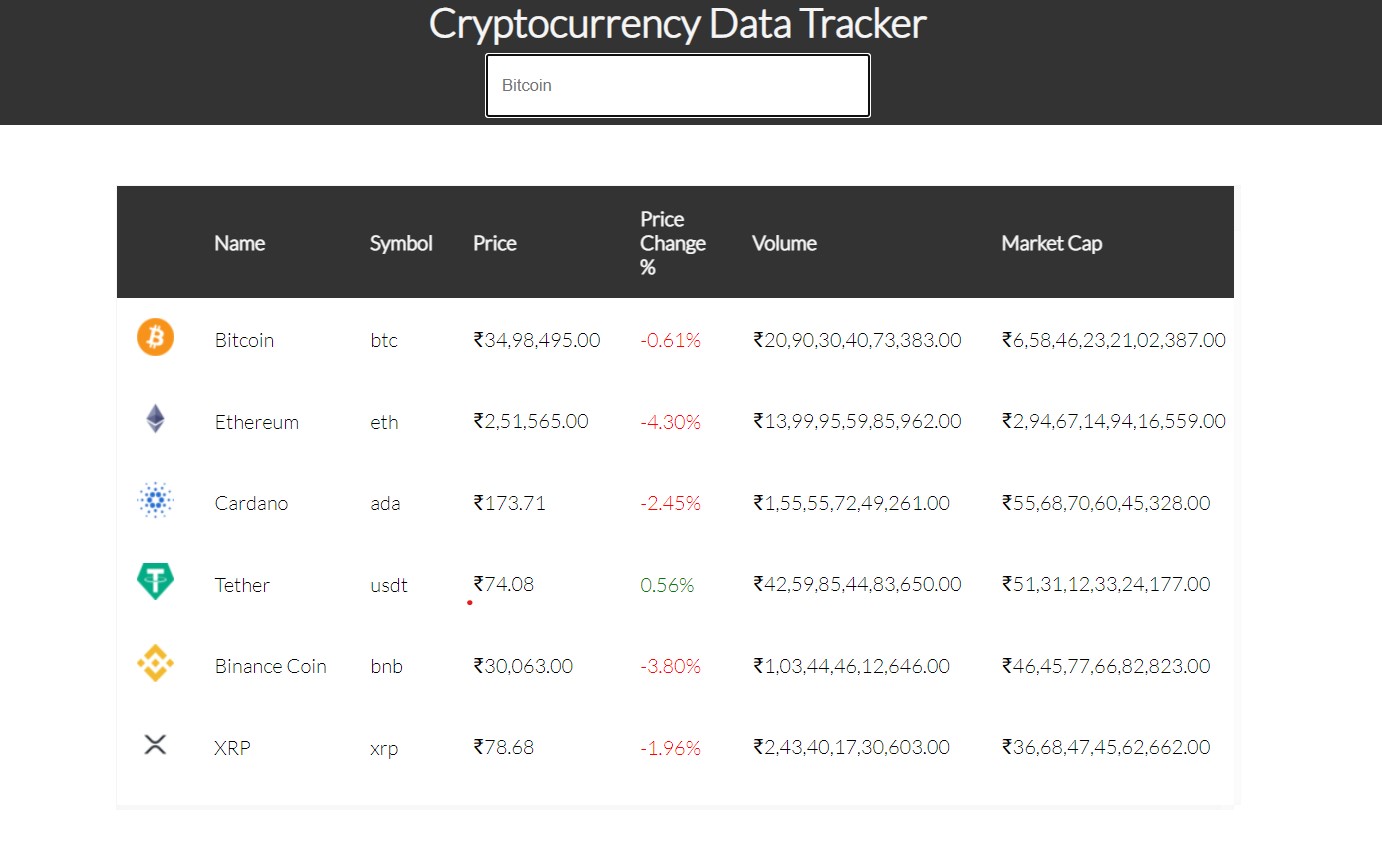 Cryptocurrency Data Tracker
Bitcoin
Name Symbol Price Price Change % Volume Market Cap
Bitcoin btc ₹34,98,495.00 -0.61% ₹20,90,30,40,73,383.00 ₹6,58,46,23,21,02,387.00
Ethereum eth ₹2,51,565.00 -4.30% ₹13,99,95,59,85,962.00 ₹2,94,67,14,94,16,559.00
Cardano ada ₹173.71 -2.45% ₹1,55,55,72,49,261.00 ₹55,68,70,60,45,328.00
Tether usdt ₹74.08 0.56% ₹42,59,85,44,83,650.00 ₹51,31,12,33,24,177.00
Binance Coin bnb ₹30,063.00 -3.80% ₹1,03,44,46,12,646.00 ₹46,45,77,66,82,823.00
XRP xrp ₹78.68 -1.96% ₹2,43,40,17,30,603.00 ₹36,68,47,45,62,662.00